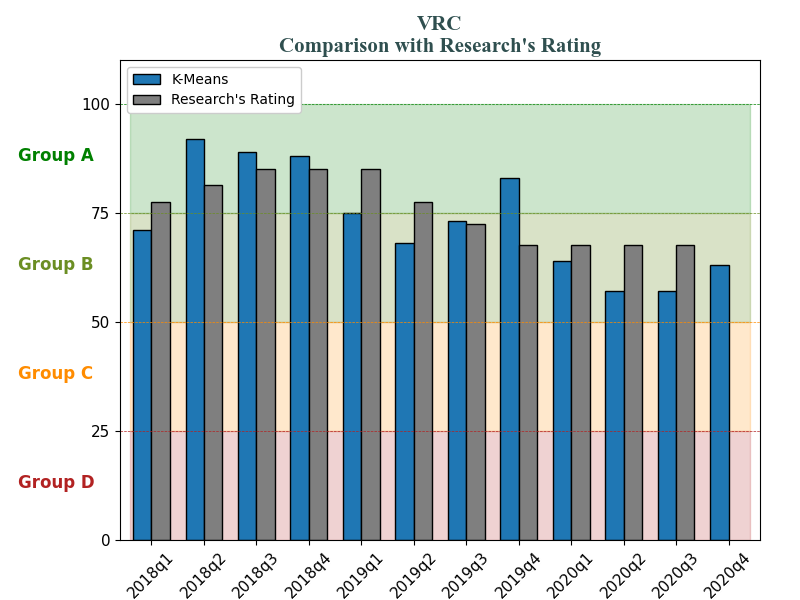 VRC
Comparison with Research's Rating
K-Means
Research's Rating
100
Group A
75
Group B
50
Group C
25
Group D
0
2018q1 2018q2 2018q3 2018q4 2019q1 2019q2 2019q3 2019q4 2020q1 2020q2 2020q3 2020q4